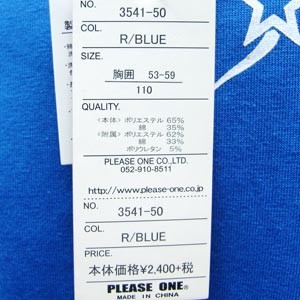 NO. 3541-50
COL.
R/BLUE
SIZE.
胸囲 53-59
110
QUALITY.
<本体> ポリエステル 65%
綿 35%
<附属> ポリエステル 62%
綿 33%
ポリウレタン 5%
PLEASE ONE CO.,LTD.
052-910-8511
http://www.please-one.co.jp
NO.
3541-50
COL.
R/BLUE
PRICE.
本体価格¥2,400+税
PLEASE ONE®
MADE IN CHINA